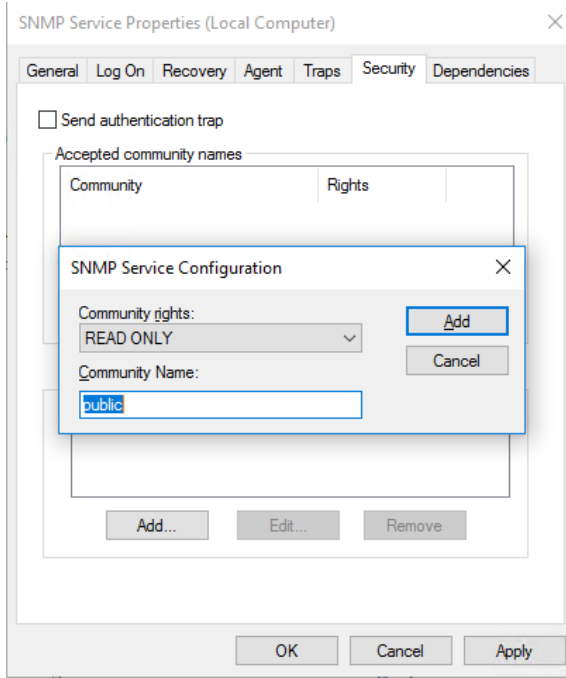 SNMP Service Properties (Local Computer)
General Log On Recovery Agent Traps Security Dependencies
Send authentication trap
Accepted community names
Community Rights
SNMP Service Configuration
Community rights:
READ ONLY
Add
Cancel
Community Name:
public
Add... Edit... Remove
OK Cancel Apply